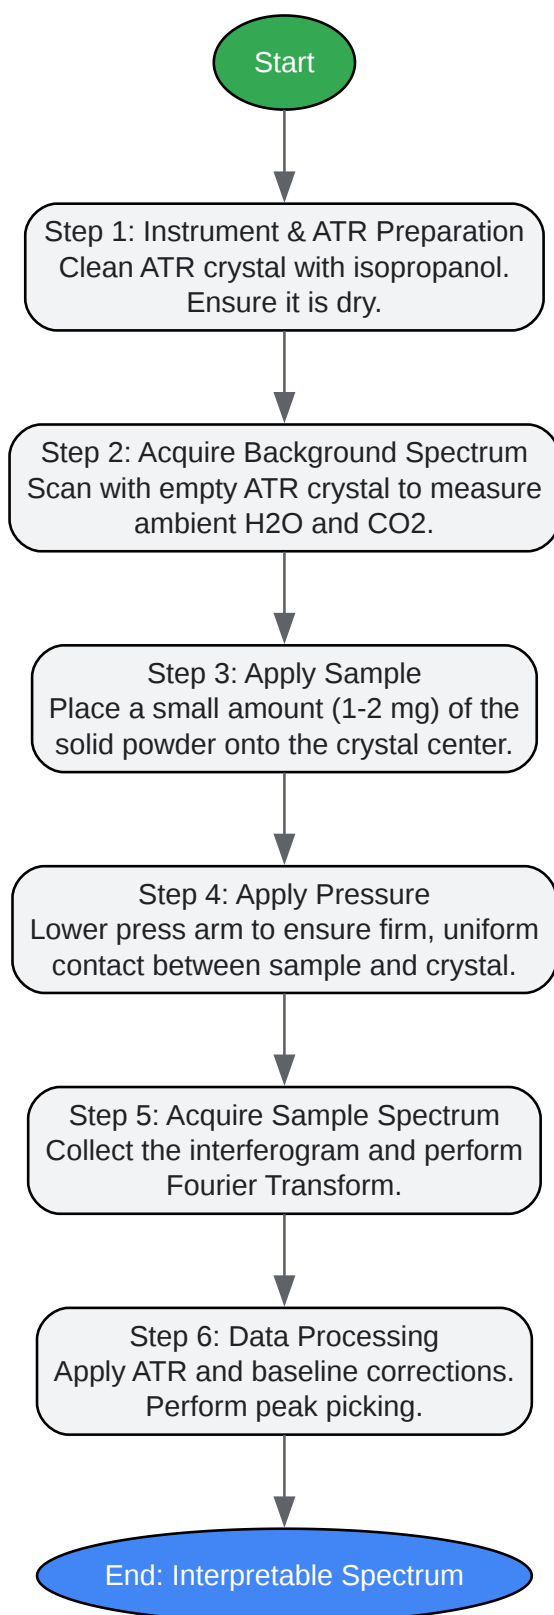 Start
Step 1: Instrument & ATR Preparation
Clean ATR crystal with isopropanol.
Ensure it is dry.
Step 2: Acquire Background Spectrum
Scan with empty ATR crystal to measure
ambient H2O and CO2.
Step 3: Apply Sample
Place a small amount (1-2 mg) of the
solid powder onto the crystal center.
Step 4: Apply Pressure
Lower press arm to ensure firm, uniform
contact between sample and crystal.
Step 5: Acquire Sample Spectrum
Collect the interferogram and perform
Fourier Transform.
Step 6: Data Processing
Apply ATR and baseline corrections.
Perform peak picking.
End: Interpretable Spectrum